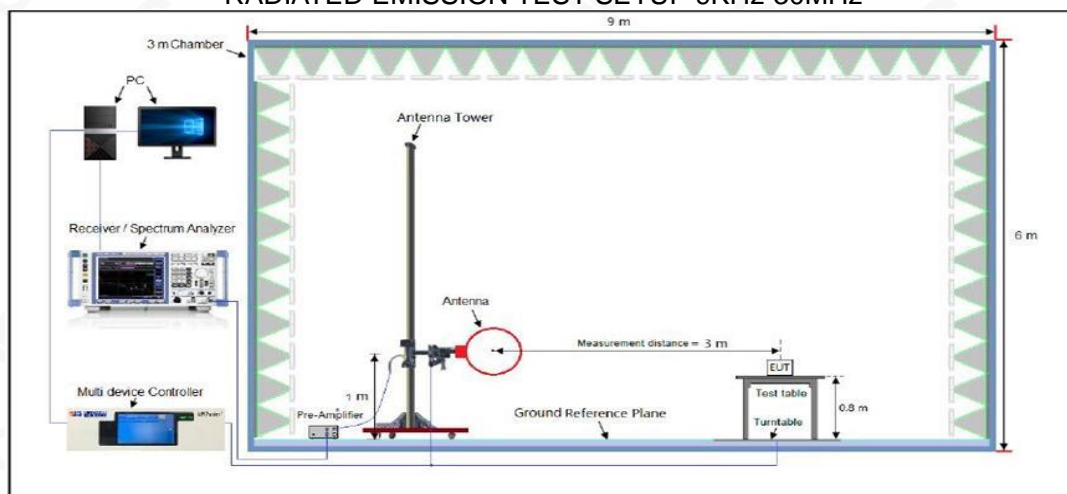 RADIATED EMISSION TEST SETUP 9KHz-30MHz
9 m
3 m Chamber
PC
Antenna Tower
Receiver / Spectrum Analyzer
6 m
Antenna
Measurement distance = 3 m
EUT
Multi device Controller
1 m
Test table
0.8 m
Pre-Amplifier
Ground Reference Plane
Turntable